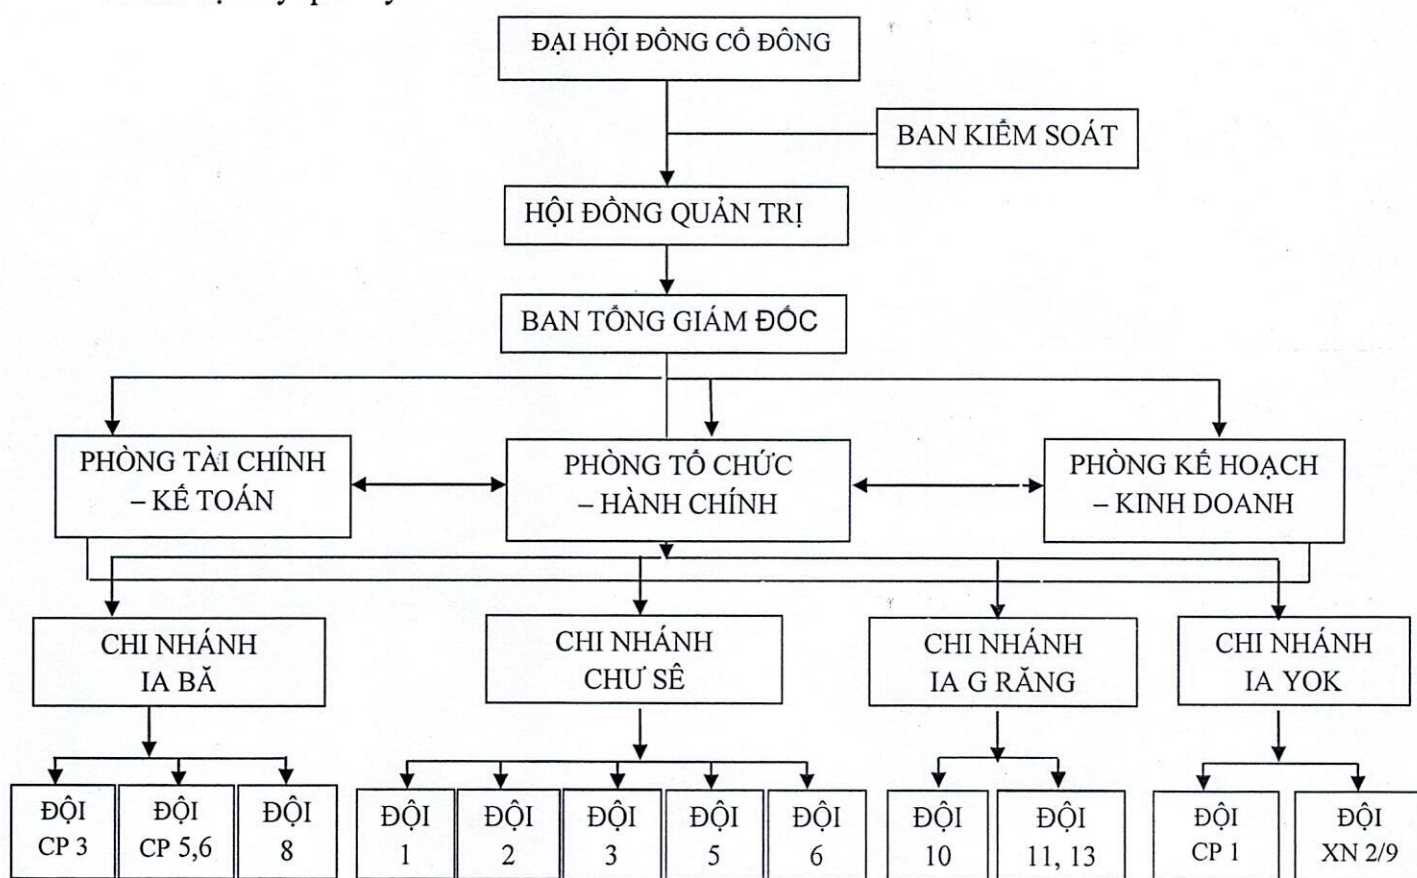 ĐẠI HỘI ĐỒNG CỔ ĐÔNG
BAN KIỂM SOÁT
HỘI ĐỒNG QUẢN TRỊ
BAN TỔNG GIÁM ĐỐC
PHÒNG TÀI CHÍNH
– KẾ TOÁN
PHÒNG TỔ CHỨC
– HÀNH CHÍNH
PHÒNG KẾ HOẠCH
– KINH DOANH
CHI NHÁNH
IA BĂ
CHI NHÁNH
CHƯ SÊ
CHI NHÁNH
IA G RĂNG
CHI NHÁNH
IA YOK
ĐỘI
CP 3
ĐỘI
CP 5,6
ĐỘI
8
ĐỘI
1
ĐỘI
2
ĐỘI
3
ĐỘI
5
ĐỘI
6
ĐỘI
10
ĐỘI
11, 13
ĐỘI
CP 1
ĐỘI
XN 2/9